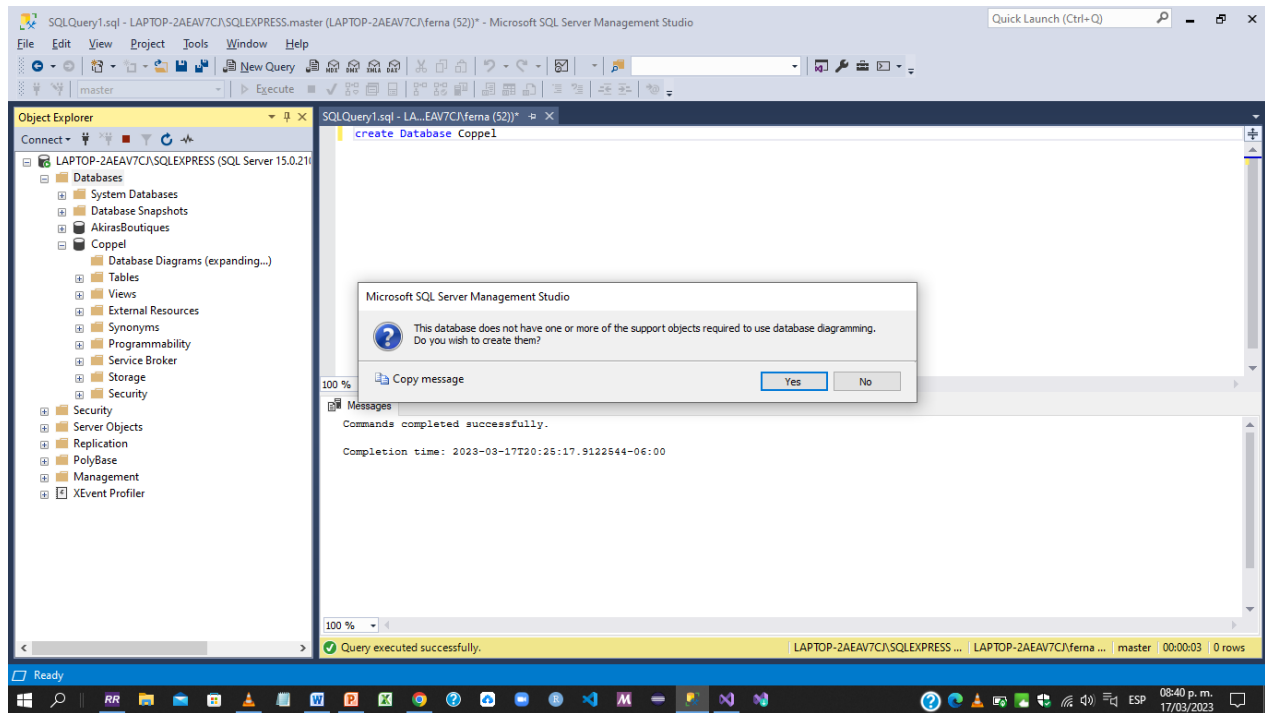 SQLQuery1.sql - LAPTOP-2AEAV7CJ\SQLEXPRESS.master (LAPTOP-2AEAV7CJ\ferna (52))* - Microsoft SQL Server Management Studio
Quick Launch (Ctrl+Q)
File Edit View Project Tools Window Help
New Query MDX DMX XMLA DAX
master Execute
Object Explorer
SQLQuery1.sql - LA...EAV7CJ\ferna (52))*
Connect
create Database Coppel
LAPTOP-2AEAV7CJ\SQLEXPRESS (SQL Server 15.0.210
Databases
System Databases
Database Snapshots
AkirasBoutiques
Coppel
Database Diagrams (expanding...)
Tables
Views
External Resources
Synonyms
Programmability
Service Broker
Storage
Security
Security
Server Objects
Replication
PolyBase
Management
XEvent Profiler
Microsoft SQL Server Management Studio
This database does not have one or more of the support objects required to use database diagramming.
Do you wish to create them?
Copy message
Yes No
100 %
Messages
Commands completed successfully.
Completion time: 2023-03-17T20:25:17.9122544-06:00
100 %
Query executed successfully.
LAPTOP-2AEAV7CJ\SQLEXPRESS ... LAPTOP-2AEAV7CJ\ferna ... master 00:00:03 0 rows
Ready
RR
ESP
08:40 p. m.
17/03/2023